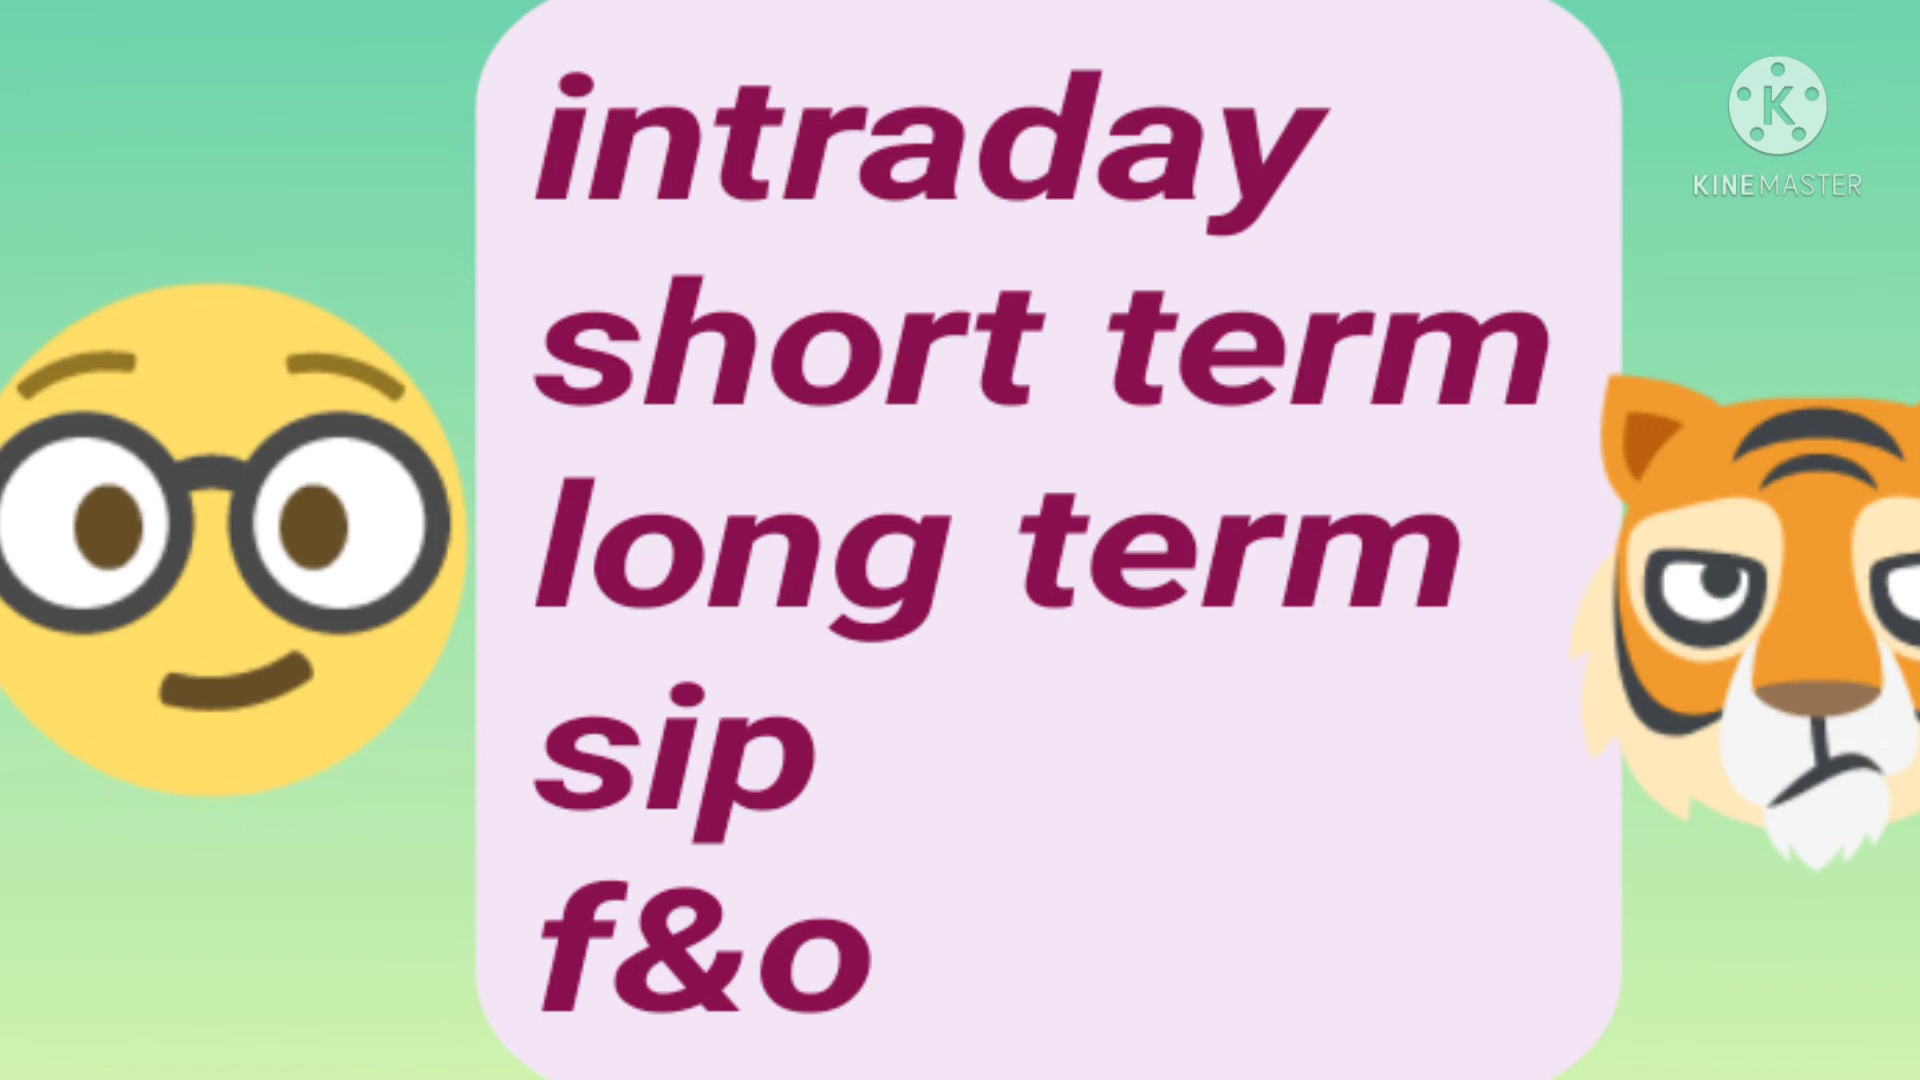 intraday
short term
long term
sip
f&o
K
KINEMASTER